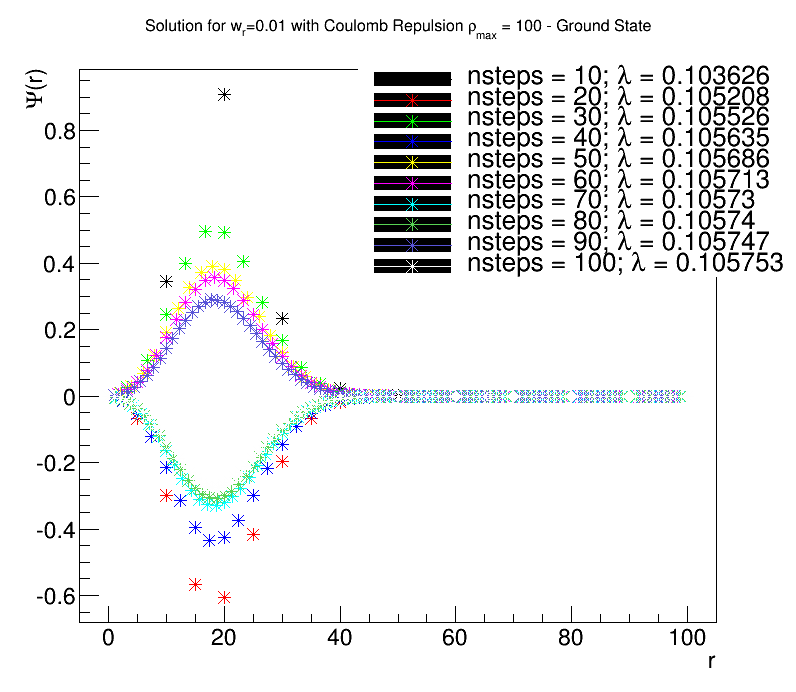 Solution for wr=0.01 with Coulomb Repulsion ρmax = 100 - Ground State
Ψ(r)
nsteps = 10; λ = 0.103626
nsteps = 20; λ = 0.105208
nsteps = 30; λ = 0.105526
nsteps = 40; λ = 0.105635
nsteps = 50; λ = 0.105686
nsteps = 60; λ = 0.105713
nsteps = 70; λ = 0.10573
nsteps = 80; λ = 0.10574
nsteps = 90; λ = 0.105747
nsteps = 100; λ = 0.105753
0.8
0.6
0.4
0.2
0
-0.2
-0.4
-0.6
0 20 40 60 80 100
r